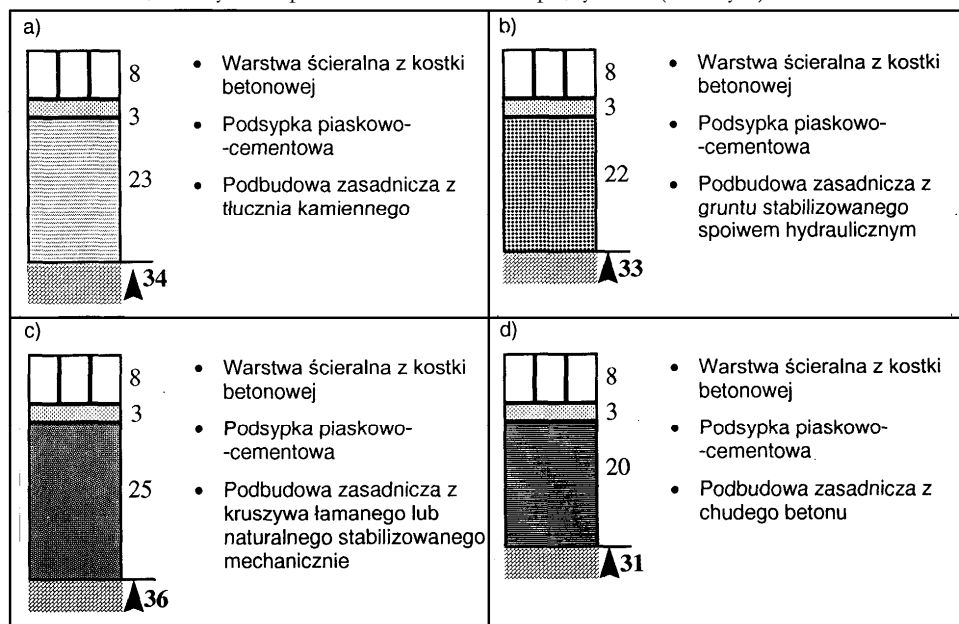 a)
8
3
23
34
• Warstwa ścieralna z kostki
betonowej
• Podsypka piaskowo-
-cementowa
• Podbudowa zasadnicza z
tłucznia kamiennego
b)
8
3
22
33
• Warstwa ścieralna z kostki
betonowej
• Podsypka piaskowo-
-cementowa
• Podbudowa zasadnicza z
gruntu stabilizowanego
spoiwem hydraulicznym
c)
8
3
25
36
• Warstwa ścieralna z kostki
betonowej
• Podsypka piaskowo-
-cementowa
• Podbudowa zasadnicza z
kruszywa łamanego lub
naturalnego stabilizowanego
mechanicznie
d)
8
3
20
31
• Warstwa ścieralna z kostki
betonowej
• Podsypka piaskowo-
-cementowa
• Podbudowa zasadnicza z
chudego betonu